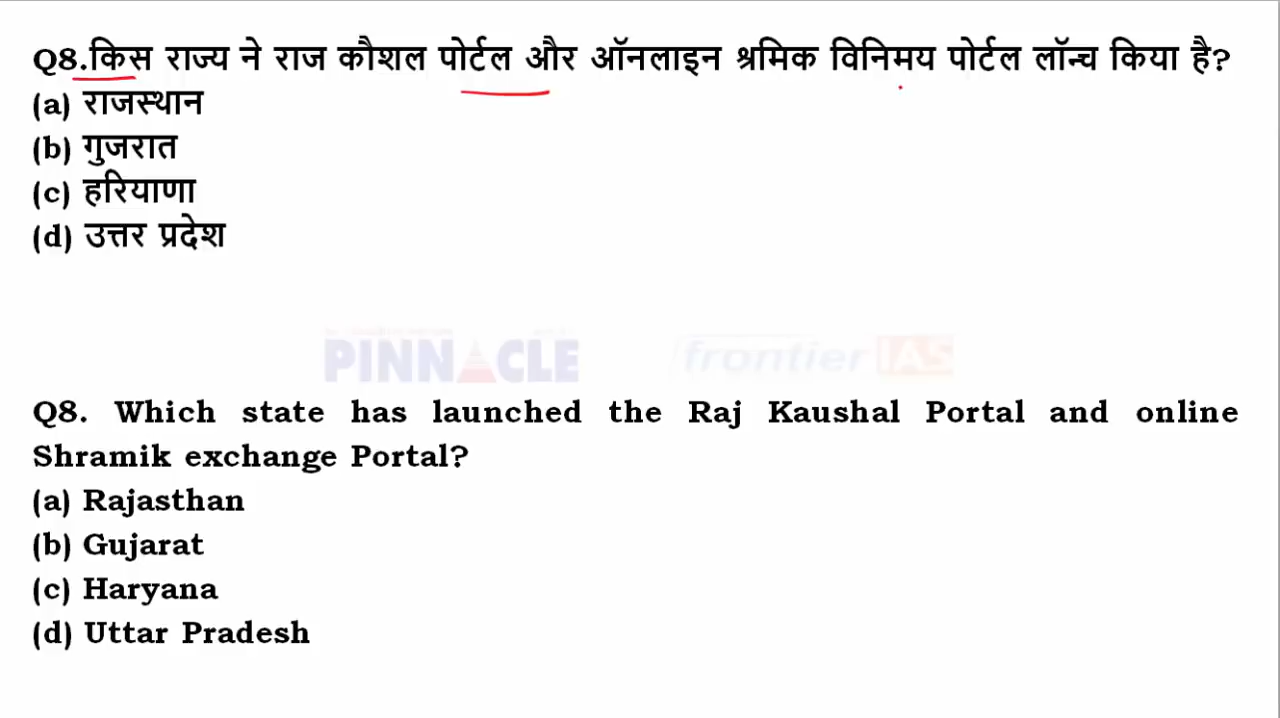 Q8.किस राज्य ने राज कौशल पोर्टल और ऑनलाइन श्रमिक विनिमय पोर्टल लॉन्च किया है?
(a) राजस्थान
(b) गुजरात
(c) हरियाणा
(d) उत्तर प्रदेश
PINNACLE frontier IAS
Q8. Which state has launched the Raj Kaushal Portal and online
Shramik exchange Portal?
(a) Rajasthan
(b) Gujarat
(c) Haryana
(d) Uttar Pradesh